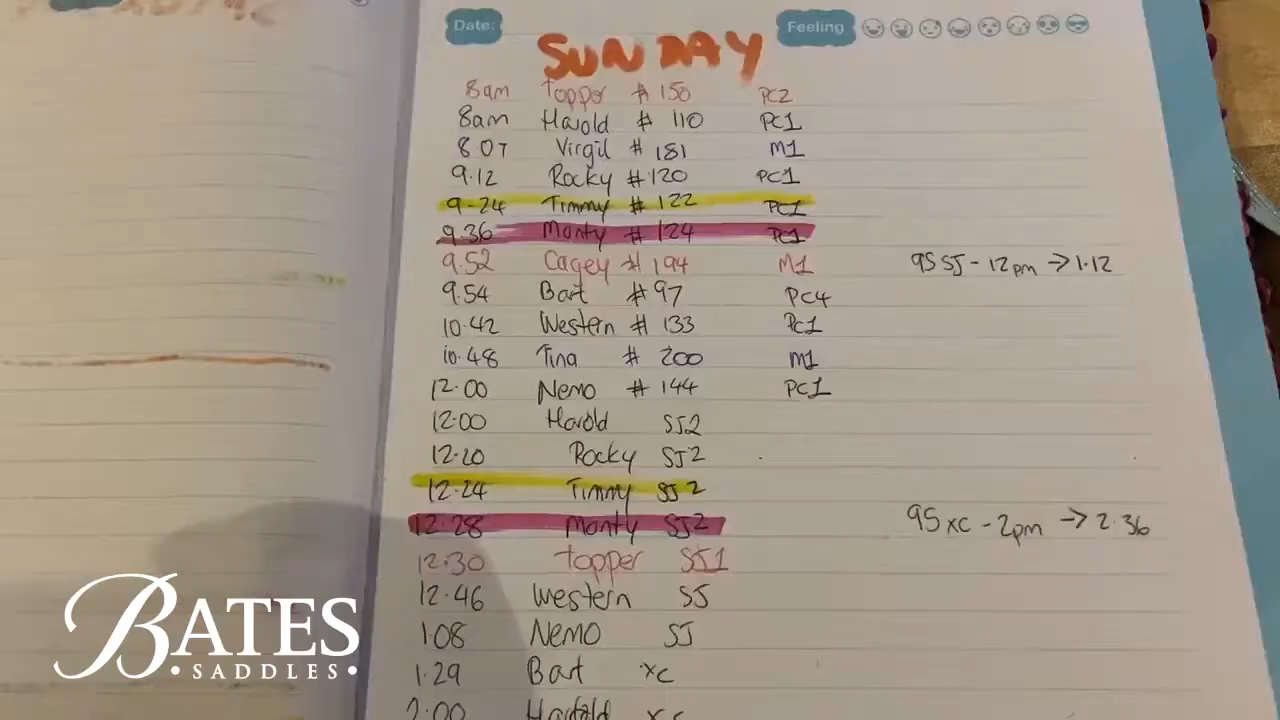 Date:
Feeling
SUNDAY
8am Topper # 150 PC2
8am Harold # 110 PC1
8 07 Virgil # 181 M1
9.12 Rocky # 120 PC1
9-24 Timmy # 122 PC1
9.36 Monty # 124 PC1
9.52 Cagey # 194 M1
95 SJ - 12pm → 1.12
9.54 Bart # 97 PC4
10.42 Western # 133 PC1
10.48 Tina # 200 M1
12.00 Nemo # 144 PC1
12.00 Harold SJ2
12.20 Rocky SJ2
12.24 Timmy SJ2
12.28 Monty SJ2
95 xc - 2pm → 2.36
12.30 topper SJ1
12.46 Western SJ
1.08 Nemo SJ
1.29 Bart xc
2.00 Harold xc
BATES
SADDLES